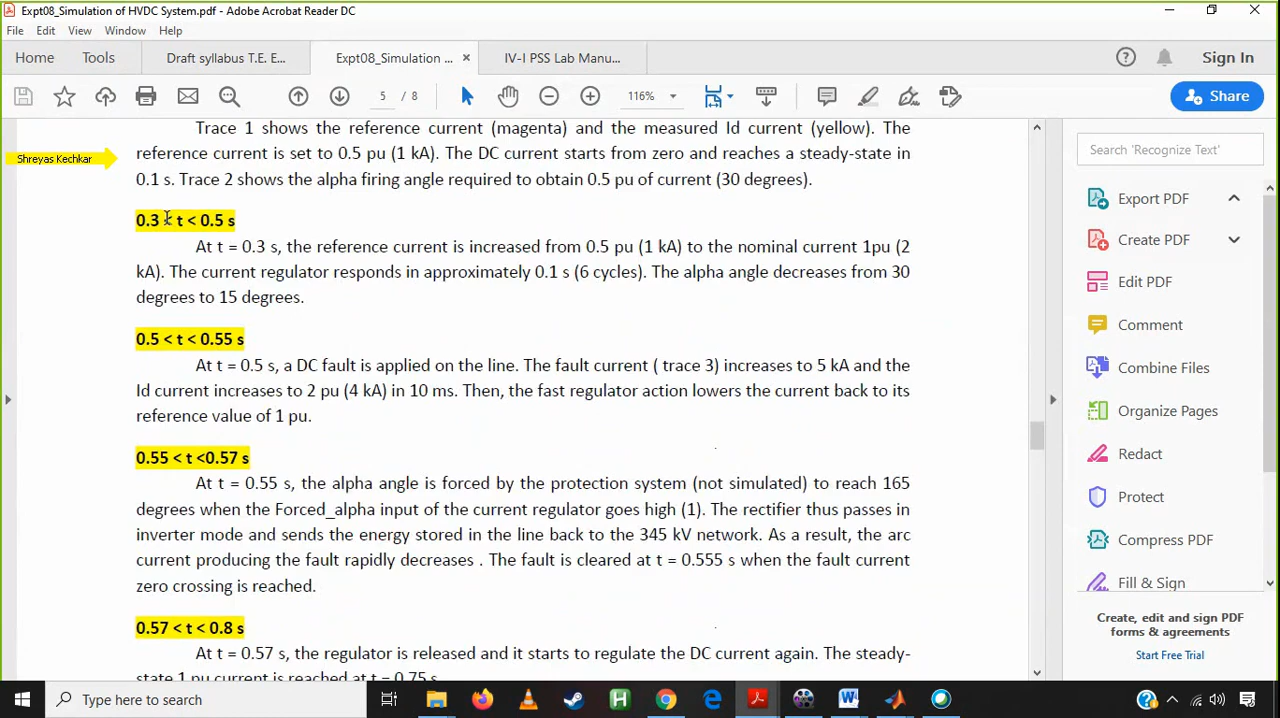 Expt08_Simulation of HVDC System.pdf - Adobe Acrobat Reader DC
File Edit View Window Help
Home Tools Draft syllabus T.E. E... Expt08_Simulation ... × IV-I PSS Lab Manu... Sign In
5 / 8 116% Share
Trace 1 shows the reference current (magenta) and the measured Id current (yellow). The
Shreyas Kechkar
reference current is set to 0.5 pu (1 kA). The DC current starts from zero and reaches a steady-state in
0.1 s. Trace 2 shows the alpha firing angle required to obtain 0.5 pu of current (30 degrees).
0.3 < t < 0.5 s
At t = 0.3 s, the reference current is increased from 0.5 pu (1 kA) to the nominal current 1pu (2
kA). The current regulator responds in approximately 0.1 s (6 cycles). The alpha angle decreases from 30
degrees to 15 degrees.
0.5 < t < 0.55 s
At t = 0.5 s, a DC fault is applied on the line. The fault current ( trace 3) increases to 5 kA and the
Id current increases to 2 pu (4 kA) in 10 ms. Then, the fast regulator action lowers the current back to its
reference value of 1 pu.
0.55 < t <0.57 s
At t = 0.55 s, the alpha angle is forced by the protection system (not simulated) to reach 165
degrees when the Forced_alpha input of the current regulator goes high (1). The rectifier thus passes in
inverter mode and sends the energy stored in the line back to the 345 kV network. As a result, the arc
current producing the fault rapidly decreases . The fault is cleared at t = 0.555 s when the fault current
zero crossing is reached.
0.57 < t < 0.8 s
At t = 0.57 s, the regulator is released and it starts to regulate the DC current again. The steady-
state 1 pu current is reached at t = 0.75 s.
Search 'Recognize Text'
Export PDF
Create PDF
Edit PDF
Comment
Combine Files
Organize Pages
Redact
Protect
Compress PDF
Fill & Sign
Create, edit and sign PDF
forms & agreements
Start Free Trial
Type here to search